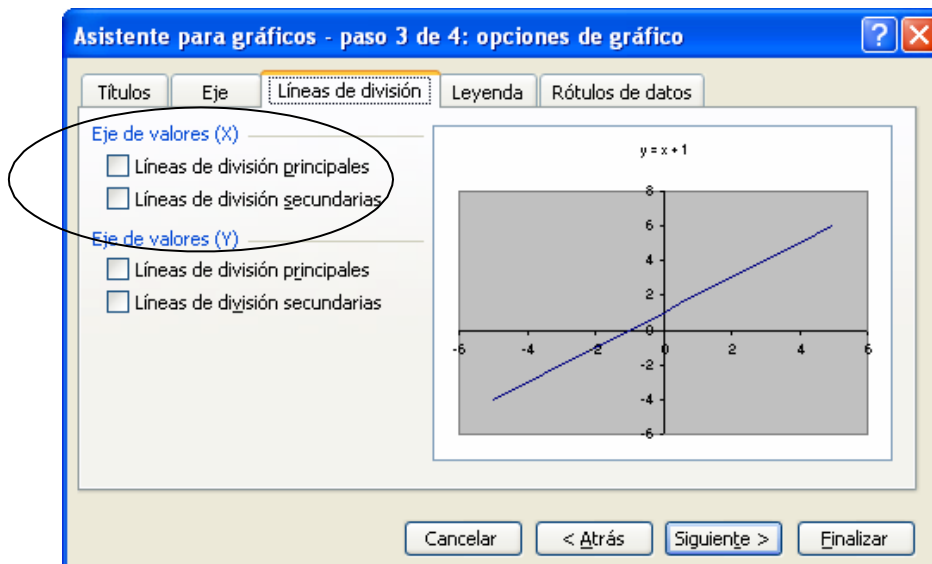 Asistente para gráficos - paso 3 de 4: opciones de gráfico
?
Títulos Eje Líneas de división Leyenda Rótulos de datos
Eje de valores (X)
Líneas de división principales
Líneas de división secundarias
Eje de valores (Y)
Líneas de división principales
Líneas de división secundarias
y = x + 1
8
6
4
2
0
-6 -4 -2 0 2 4 6
-2
-4
-6
Cancelar < Atrás Siguiente > Finalizar